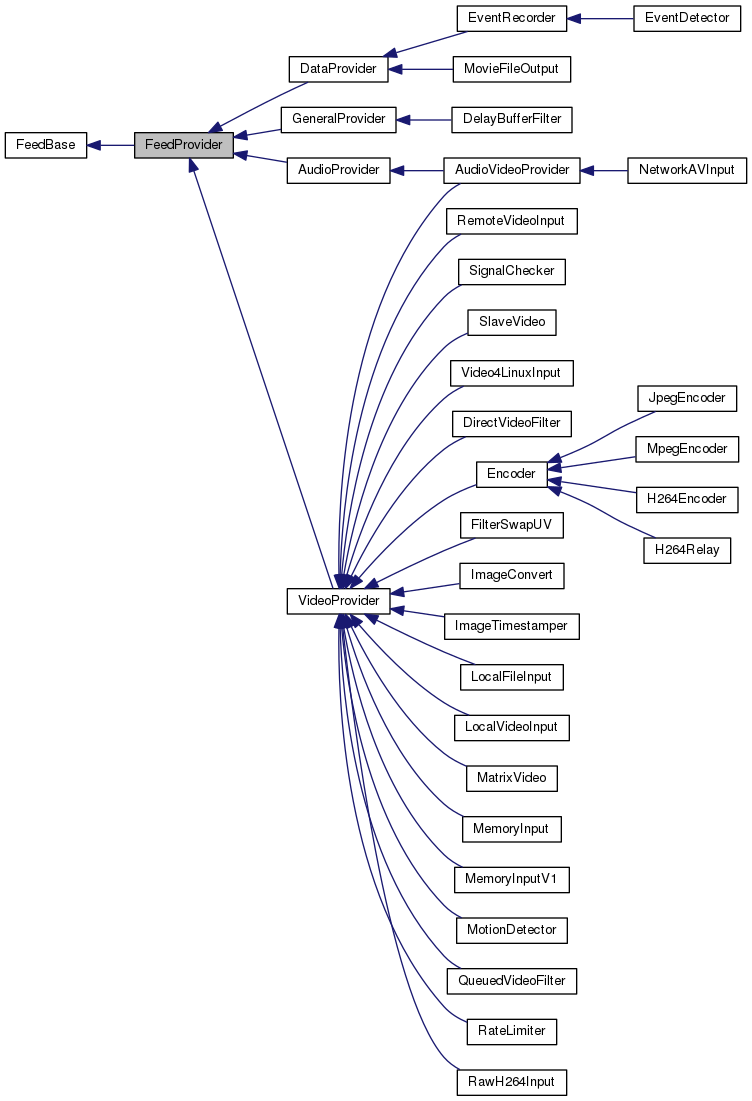 EventRecorder
EventDetector
DataProvider
MovieFileOutput
GeneralProvider
DelayBufferFilter
FeedBase
FeedProvider
AudioProvider
AudioVideoProvider
NetworkAVInput
RemoteVideoInput
SignalChecker
SlaveVideo
Video4LinuxInput
JpegEncoder
DirectVideoFilter
MpegEncoder
Encoder
H264Encoder
FilterSwapUV
H264Relay
ImageConvert
VideoProvider
ImageTimestamper
LocalFileInput
LocalVideoInput
MatrixVideo
MemoryInput
MemoryInputV1
MotionDetector
QueuedVideoFilter
RateLimiter
RawH264Input